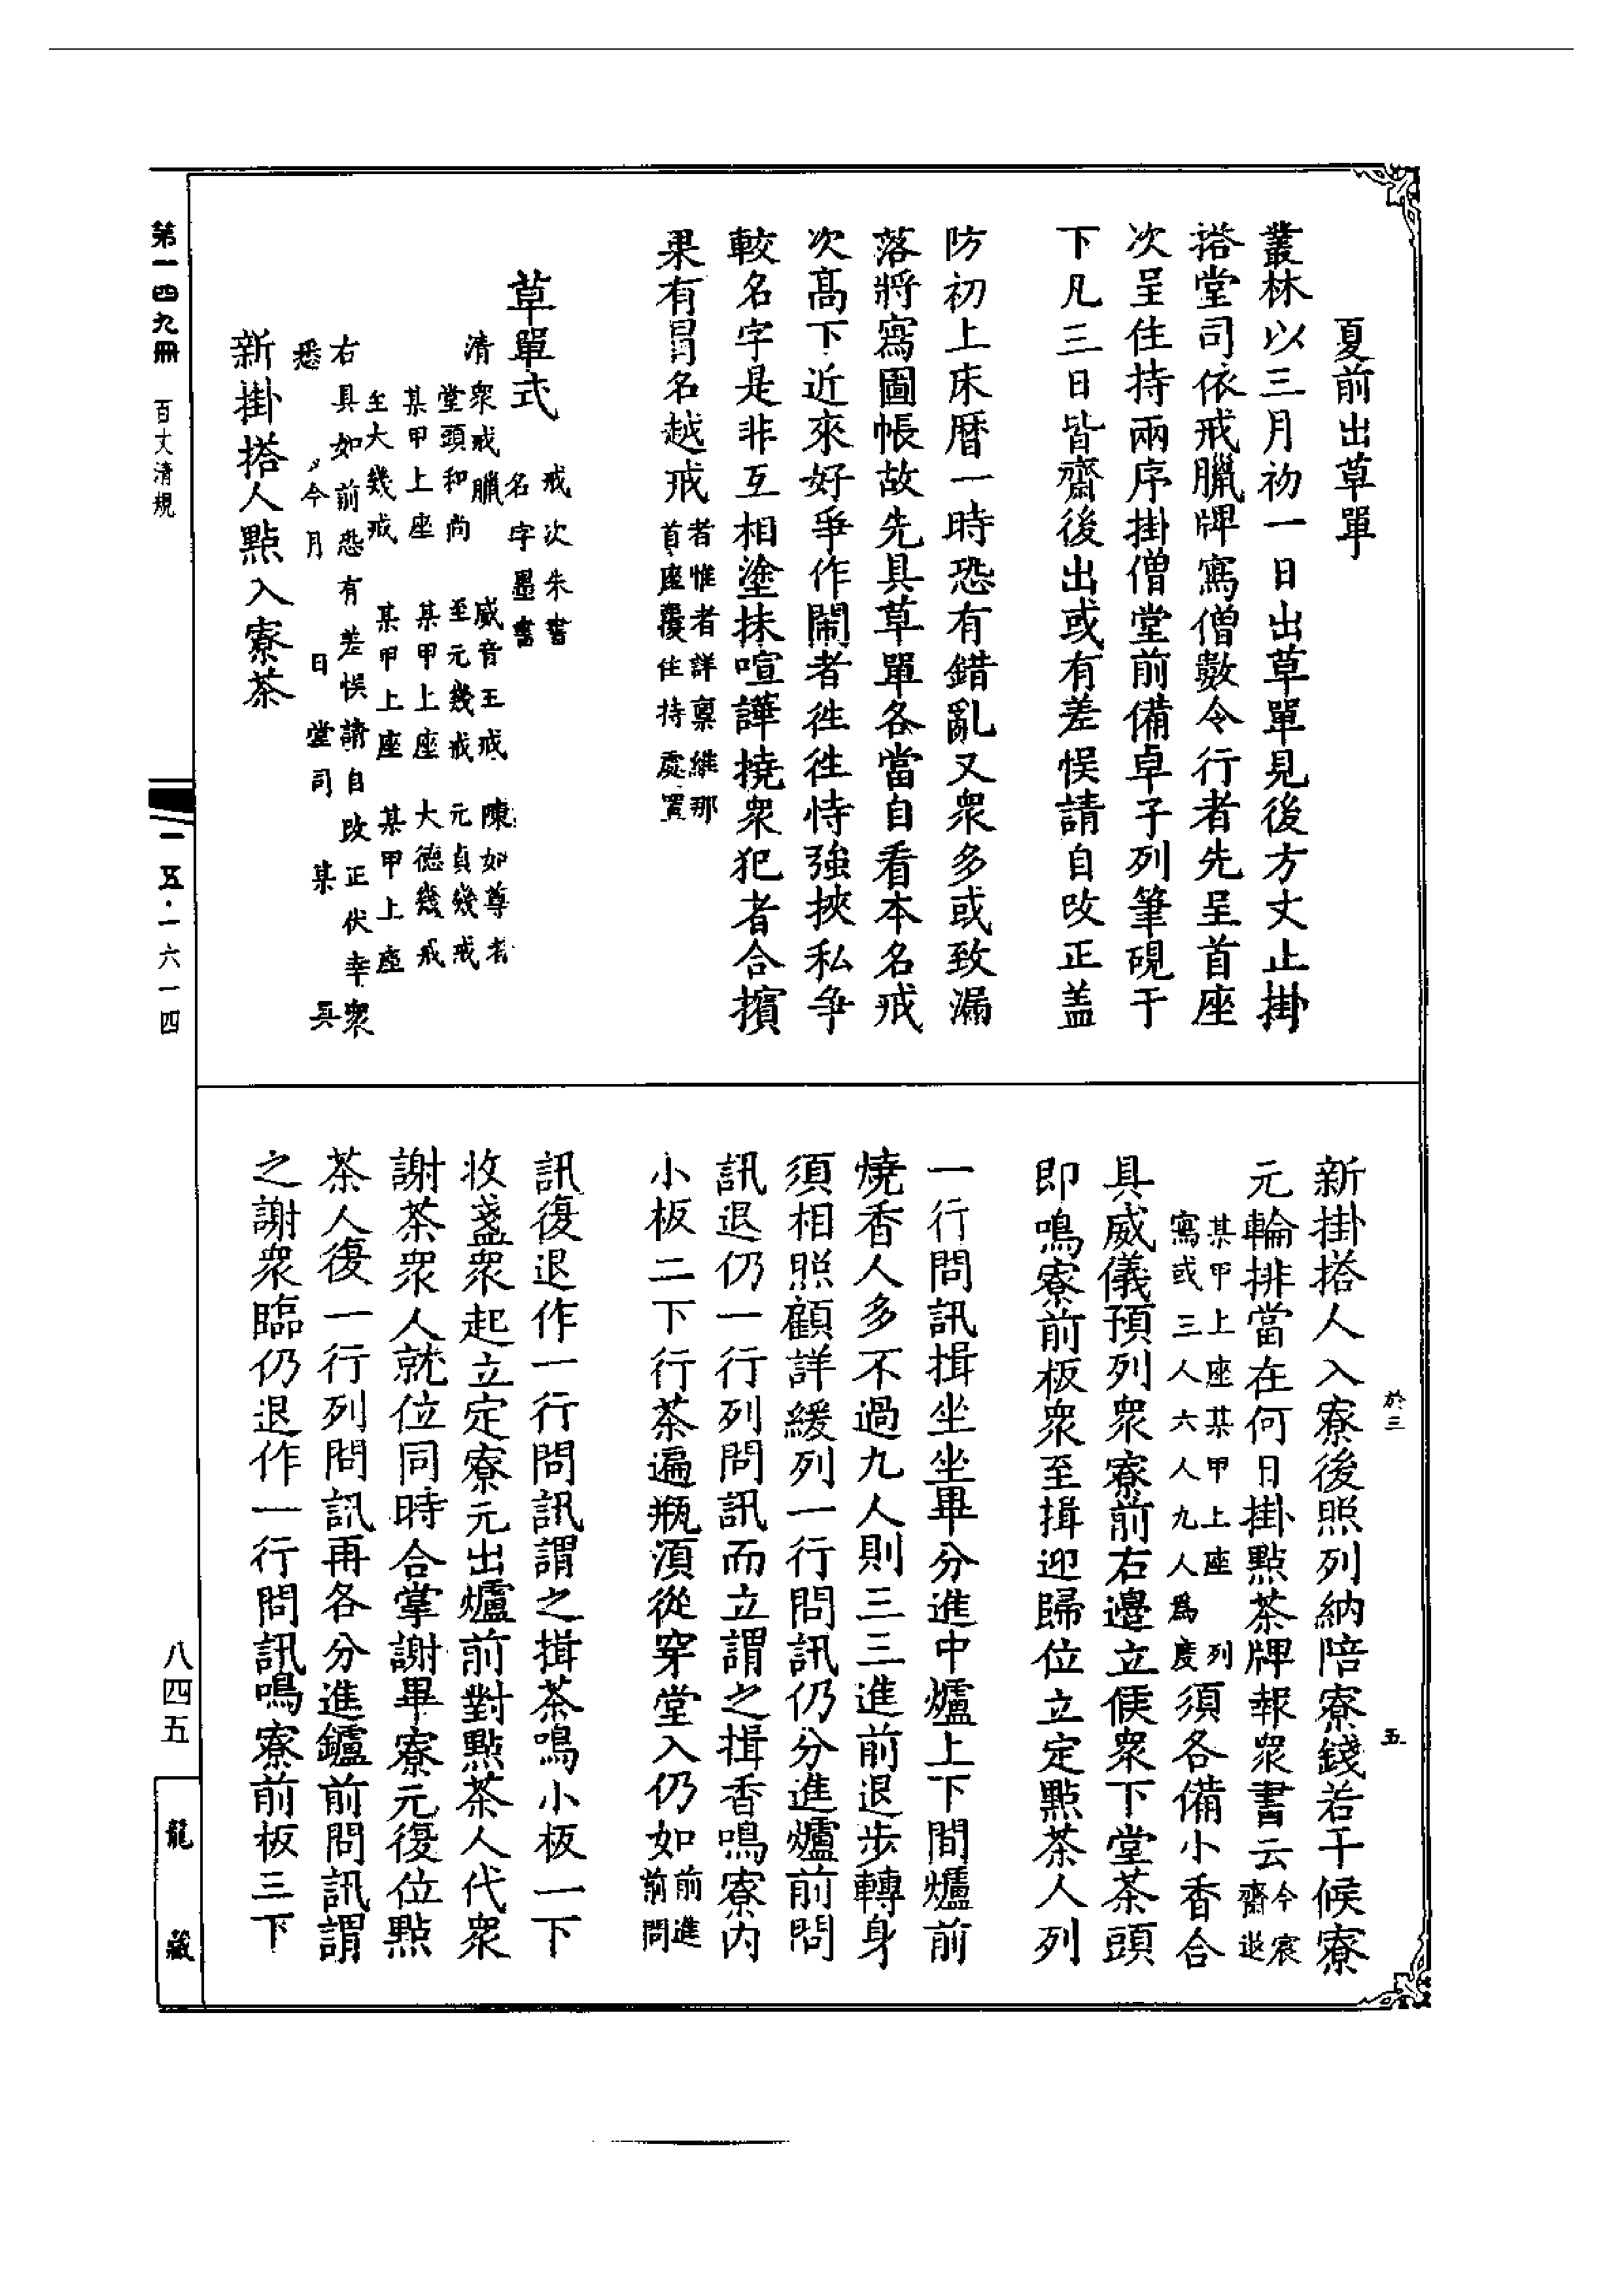 夏前出草單
叢林以三月初一日出草單見後方丈止掛
搭堂司依戒臘牌寫僧數令行者先呈首座
次呈住持兩序掛僧堂前備卓子列筆硯于
下凡三日皆齋後出或有差悞請自改正盖
防初上床曆一時恐有錯亂又衆多或致漏
落將寫圖帳故先具草單各當自看本名戒
次髙下近來好爭作鬧者徃徃恃強挾私争
較名字是非互相塗抹喧譁撓衆犯者合擯
果有冒名越戒者惟者詳稟維那
首座覆住持處置
草單式
戒次朱書
名字墨書
清衆戒臘 威音王戒 陳如尊者
堂頭和尚 至元幾戒 元貞幾戒
某甲上座 某甲上座 大德幾戒
至大幾戒 某甲上座 某甲上座
右具如前恐有差悞請自改正伏幸衆
悉 今月 日 堂司 某 具
新掛搭人點入寮茶
新掛搭人入寮後照列納陪寮錢若干候寮
元輪排當在何日掛點茶牌報衆書云今宸
齋退
某甲上座某甲上座 列
寫或三人六人九人爲度須各備小香合
具威儀預列衆寮前右邊立俟衆下堂茶頭
即鳴寮前板衆至揖迎歸位立定點茶人列
一行問訊揖坐坐畢分進中爐上下間爐前
燒香人多不過九人則三三進前退步轉身
須相照顧詳緩列一行問訊仍分進爐前問
訊退仍一行列問訊而立謂之揖香鳴寮内
小板二下行茶遍瓶湏從穿堂入仍如前進
前問
訊復退作一行問訊謂之揖茶鳴小板一下
收盞衆起立定寮元出爐前對點茶人代衆
謝茶衆人就位同時合掌謝畢寮元復位點
茶人復一行列問訊再各分進鑪前問訊謂
之謝衆臨仍退作一行問訊鳴寮前板三下
於三
五
第一四九冊 百丈清規
一五·一六一四
八四五
龍藏